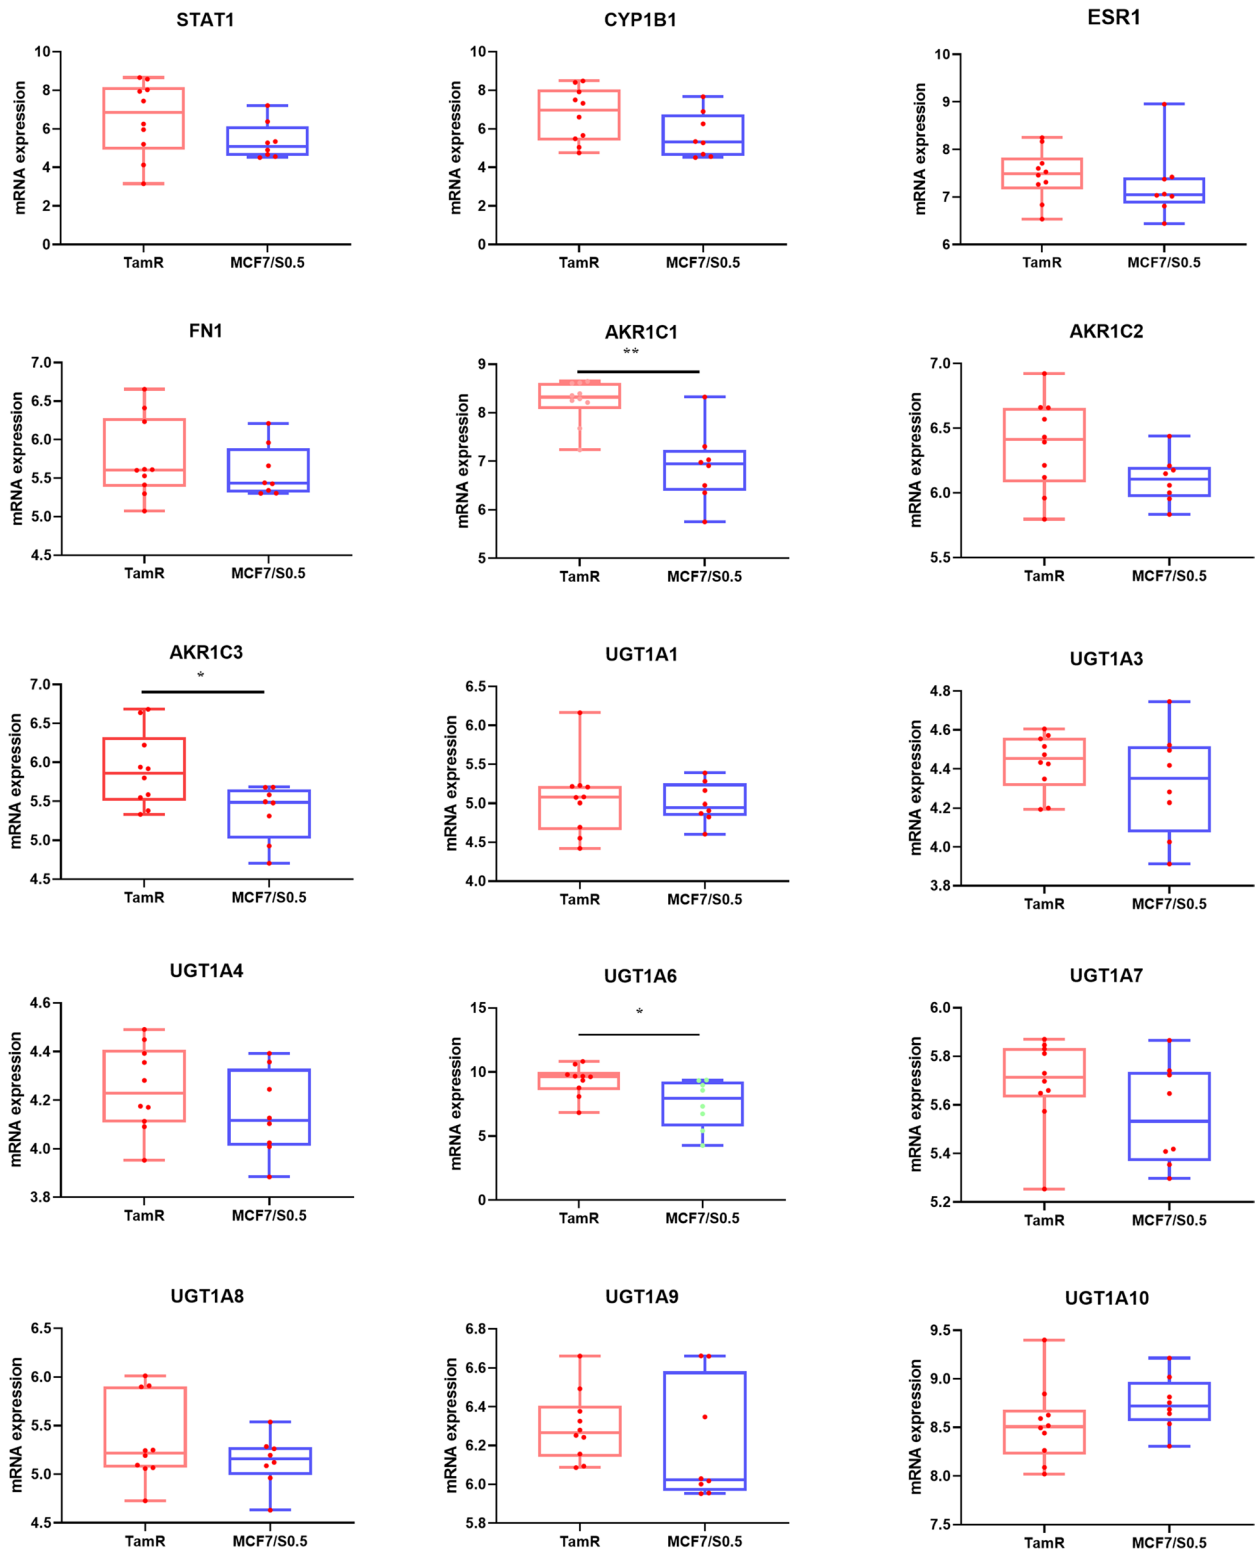 STAT1
mRNA expression
10
8
6
4
2
0
TamR
MCF7/S0.5
CYP1B1
mRNA expression
10
8
6
4
2
0
TamR
MCF7/S0.5
ESR1
mRNA expression
10
9
8
7
6
TamR
MCF7/S0.5
FN1
mRNA expression
7.0
6.5
6.0
5.5
5.0
4.5
TamR
MCF7/S0.5
AKR1C1
**
mRNA expression
9
8
7
6
5
TamR
MCF7/S0.5
AKR1C2
mRNA expression
7.0
6.5
6.0
5.5
TamR
MCF7/S0.5
AKR1C3
*
mRNA expression
7.0
6.5
6.0
5.5
5.0
4.5
TamR
MCF7/S0.5
UGT1A1
mRNA expression
6.5
6.0
5.5
5.0
4.5
4.0
TamR
MCF7/S0.5
UGT1A3
mRNA expression
4.8
4.6
4.4
4.2
4.0
3.8
TamR
MCF7/S0.5
UGT1A4
mRNA expression
4.6
4.4
4.2
4.0
3.8
TamR
MCF7/S0.5
UGT1A6
*
mRNA expression
15
10
5
0
TamR
MCF7/S0.5
UGT1A7
mRNA expression
6.0
5.8
5.6
5.4
5.2
TamR
MCF7/S0.5
UGT1A8
mRNA expression
6.5
6.0
5.5
5.0
4.5
TamR
MCF7/S0.5
UGT1A9
mRNA expression
6.8
6.6
6.4
6.2
6.0
5.8
TamR
MCF7/S0.5
UGT1A10
mRNA expression
9.5
9.0
8.5
8.0
7.5
TamR
MCF7/S0.5